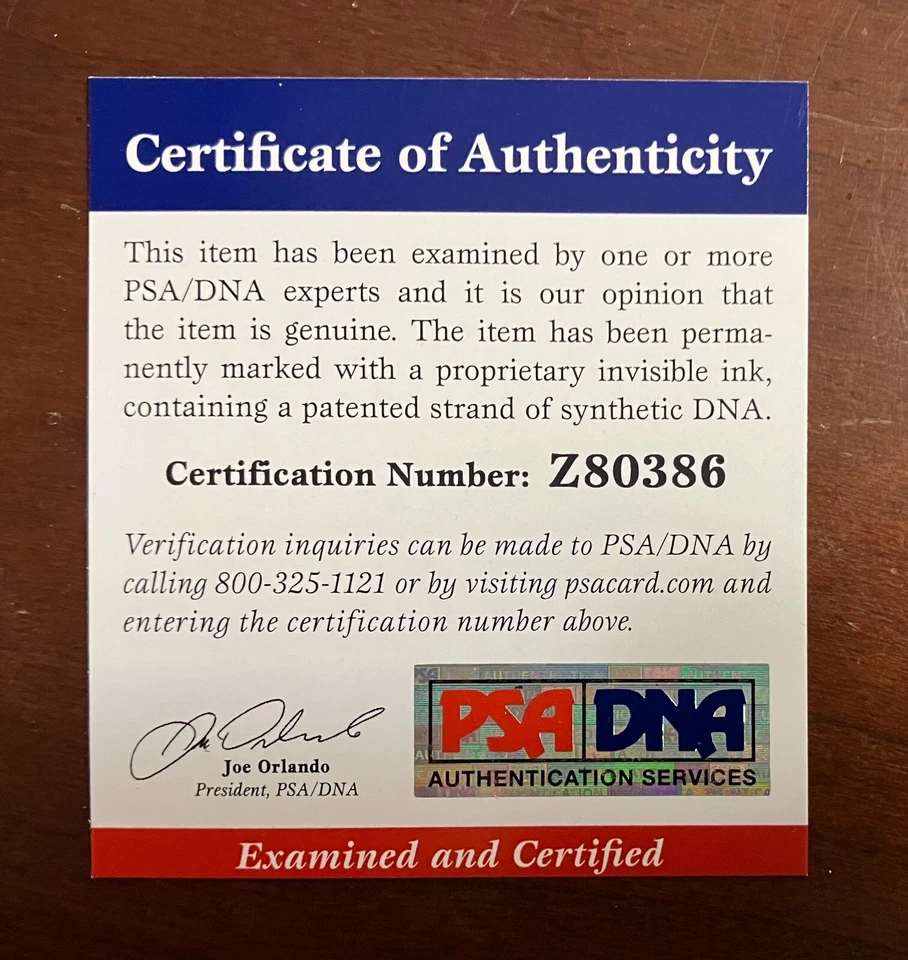 Certificate of Authenticity
This item has been examined by one or more
PSA/DNA experts and it is our opinion that
the item is genuine. The item has been perma-
nently marked with a proprietary invisible ink,
containing a patented strand of synthetic DNA.
Certification Number: Z80386
Verification inquiries can be made to PSA/DNA by
calling 800-325-1121 or by visiting psacard.com and
entering the certification number above.
Joe Orlando
President, PSA/DNA
PSA DNA
AUTHENTICATION SERVICES
Examined and Certified